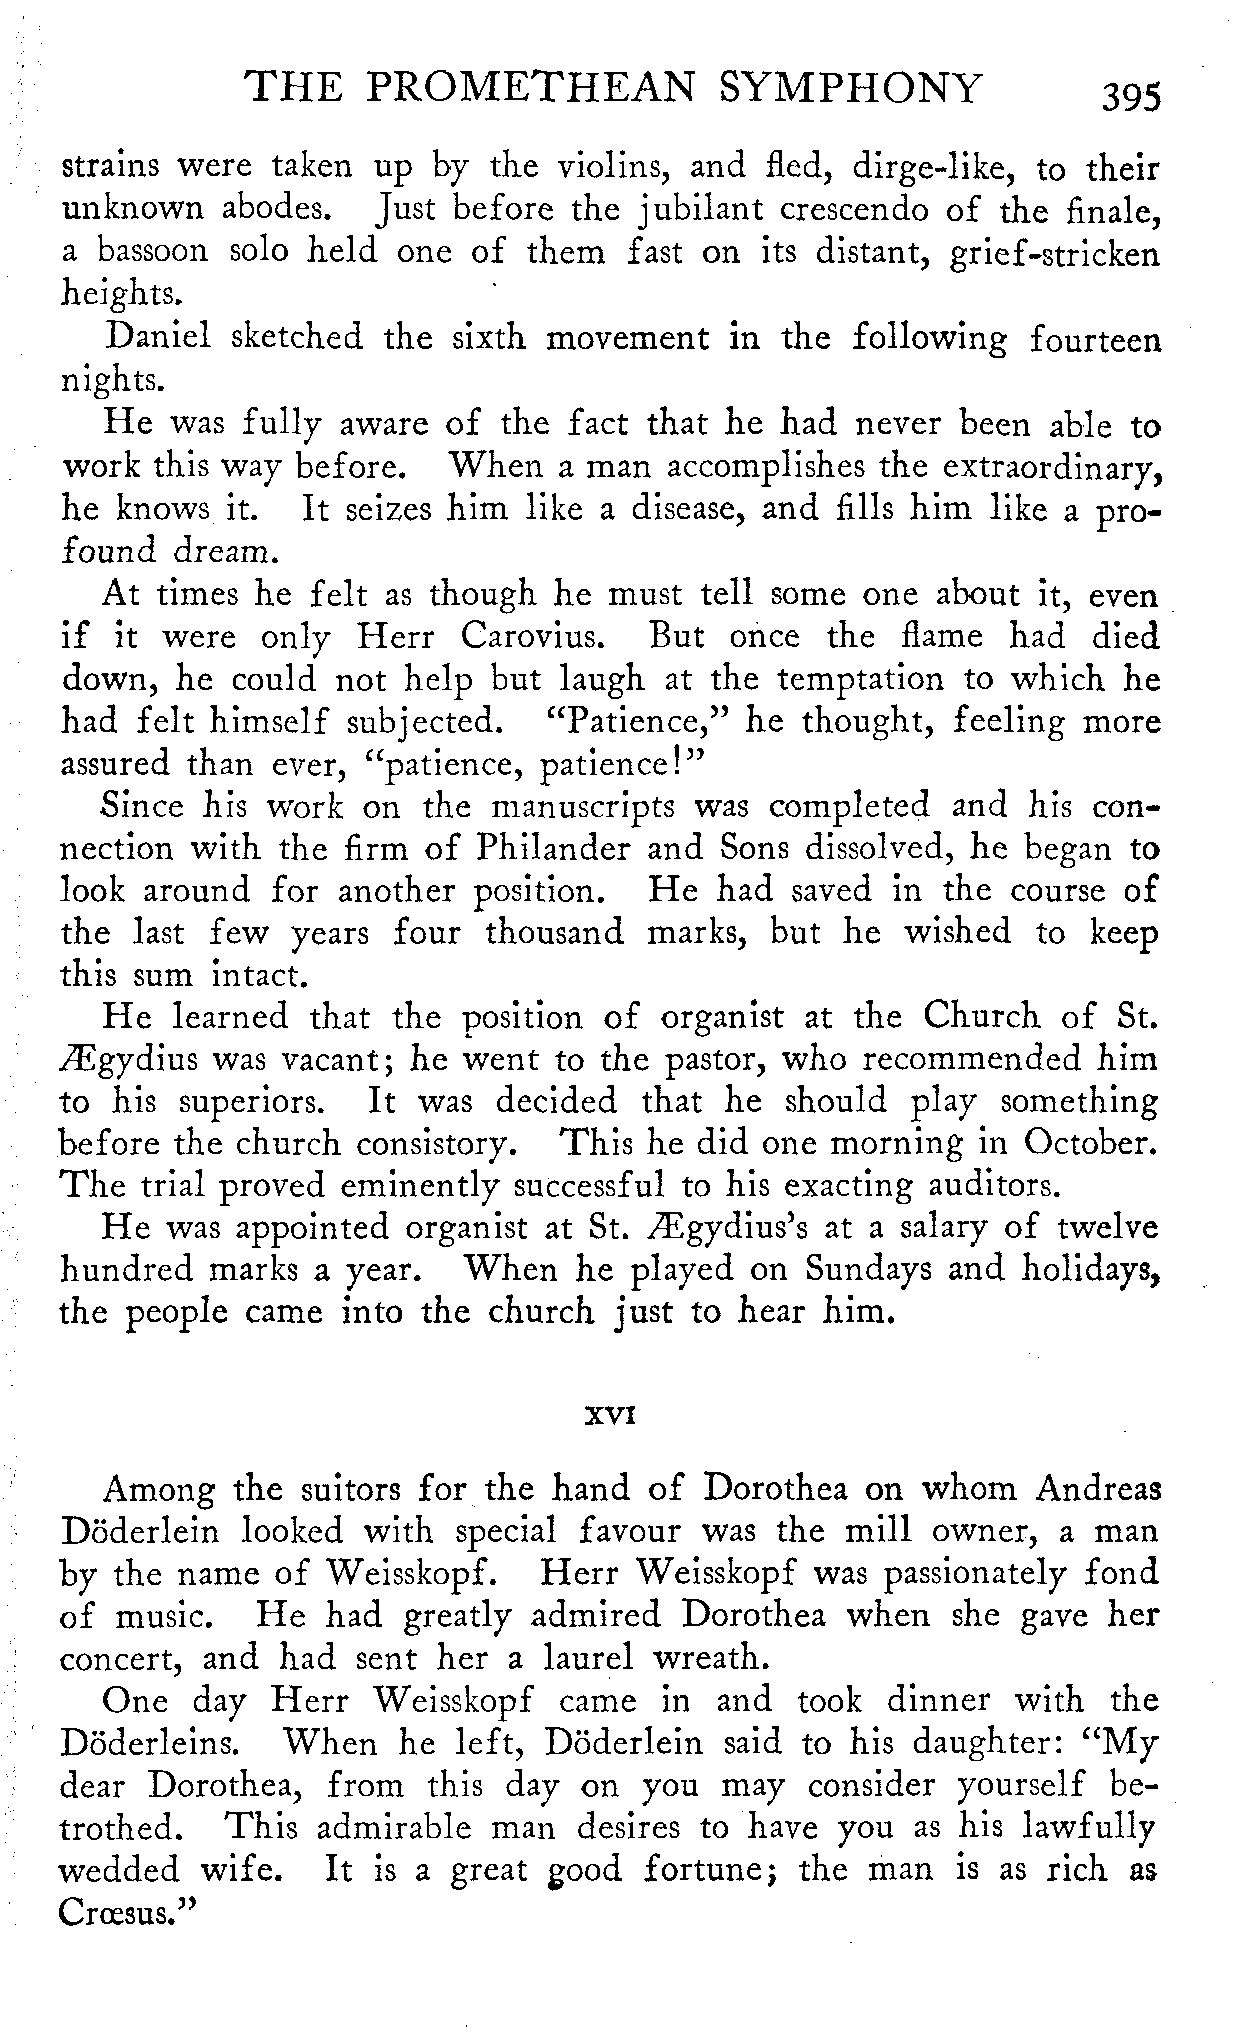 THE PROMETHEAN SYMPHONY 395
strains were taken up by the violins, and fled, dirge-like, to their
unknown abodes. Just before the jubilant crescendo of the finale,
a bassoon solo held one of them fast on its distant, grief-stricken
heights.
Daniel sketched the sixth movement in the following fourteen
nights.
He was fully aware of the fact that he had never been able to
work this way before. When a man accomplishes the extraordinary,
he knows it. It seizes him like a disease, and fills him like a pro-
found dream.
At times he felt as though he must tell some one about it, even
if it were only Herr Carovius. But once the flame had died
down, he could not help but laugh at the temptation to which he
had felt himself subjected. “Patience,” he thought, feeling more
assured than ever, “patience, patience!”
Since his work on the manuscripts was completed and his con-
nection with the firm of Philander and Sons dissolved, he began to
look around for another position. He had saved in the course of
the last few years four thousand marks, but he wished to keep
this sum intact.
He learned that the position of organist at the Church of St.
Ægydius was vacant; he went to the pastor, who recommended him
to his superiors. It was decided that he should play something
before the church consistory. This he did one morning in October.
The trial proved eminently successful to his exacting auditors.
He was appointed organist at St. Ægydius’s at a salary of twelve
hundred marks a year. When he played on Sundays and holidays,
the people came into the church just to hear him.
XVI
Among the suitors for the hand of Dorothea on whom Andreas
Döderlein looked with special favour was the mill owner, a man
by the name of Weisskopf. Herr Weisskopf was passionately fond
of music. He had greatly admired Dorothea when she gave her
concert, and had sent her a laurel wreath.
One day Herr Weisskopf came in and took dinner with the
Döderleins. When he left, Döderlein said to his daughter: “My
dear Dorothea, from this day on you may consider yourself be-
trothed. This admirable man desires to have you as his lawfully
wedded wife. It is a great good fortune; the man is as rich as
Crœsus.”